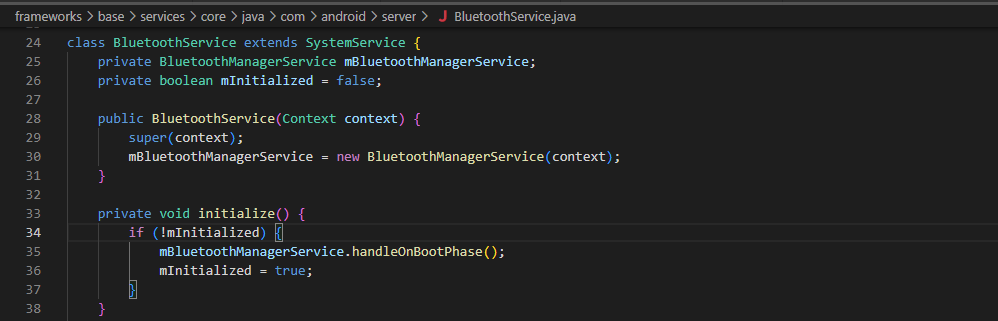 frameworks > base > services > core > java > com > android > server > J BluetoothService.java
24 class BluetoothService extends SystemService {
25     private BluetoothManagerService mBluetoothManagerService;
26     private boolean mInitialized = false;
27
28     public BluetoothService(Context context) {
29         super(context);
30         mBluetoothManagerService = new BluetoothManagerService(context);
31     }
32
33     private void initialize() {
34         if (!mInitialized) {
35             mBluetoothManagerService.handleOnBootPhase();
36             mInitialized = true;
37         }
38     }